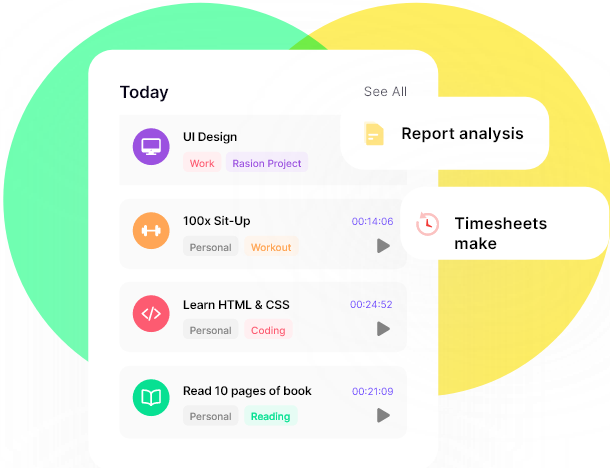 Today
See All
Report analysis
UI Design
Work
Rasion Project
Timesheets
make
100x Sit-Up
00:14:06
Personal
Workout
Learn HTML & CSS
00:24:52
Personal
Coding
Read 10 pages of book
00:21:09
Personal
Reading